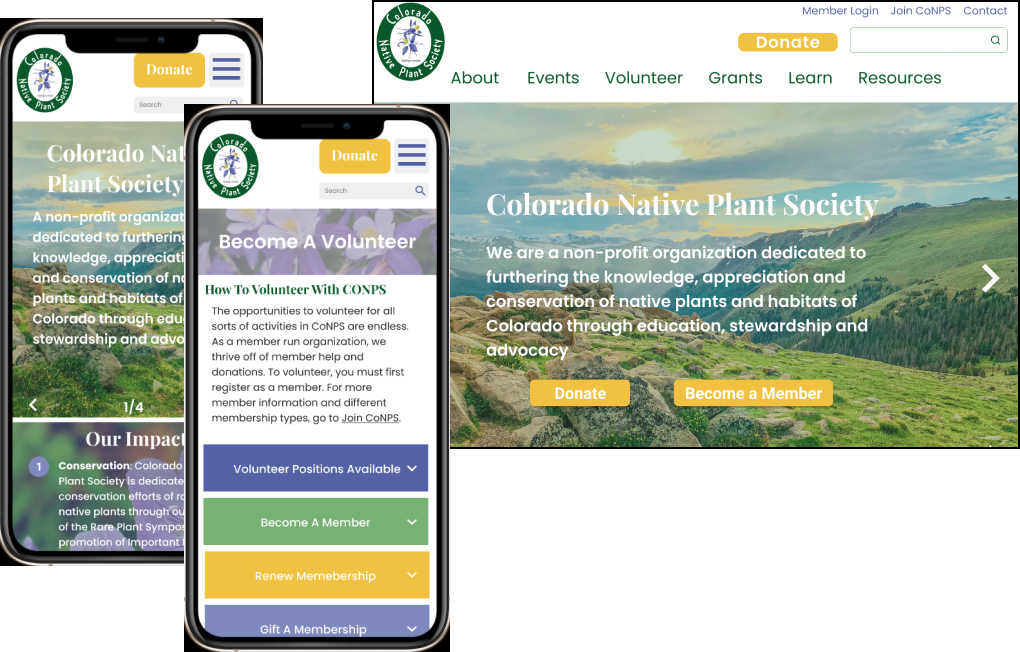 Colorado
Native Plant Society
Donate
Search
Colorado Nat
Plant Society
A non-profit organizat
dedicated to furthering
knowledge, appreciati
and conservation of na
plants and habitats of
Colorado through edu
stewardship and advo
1/4
Our Impact
1
Conservation: Colorado
Plant Society is dedicate
conservation efforts of ra
native plants through ou
of the Rare Plant Sympos
promotion of Important
Colorado
Native Plant Society
Donate
Search
Become A Volunteer
How To Volunteer With CONPS
The opportunities to volunteer for all
sorts of activities in CoNPS are endless.
As a member run organization, we
thrive off of member help and
donations. To volunteer, you must first
register as a member. For more
member information and different
membership types, go to Join CoNPS.
Volunteer Positions Available
Become A Member
Renew Memebership
Gift A Membership
Colorado
Native Plant Society
Member Login Join CoNPS Contact
Donate
About Events Volunteer Grants Learn Resources
Colorado Native Plant Society
We are a non-profit organization dedicated to
furthering the knowledge, appreciation and
conservation of native plants and habitats of
Colorado through education, stewardship and
advocacy
Donate Become a Member